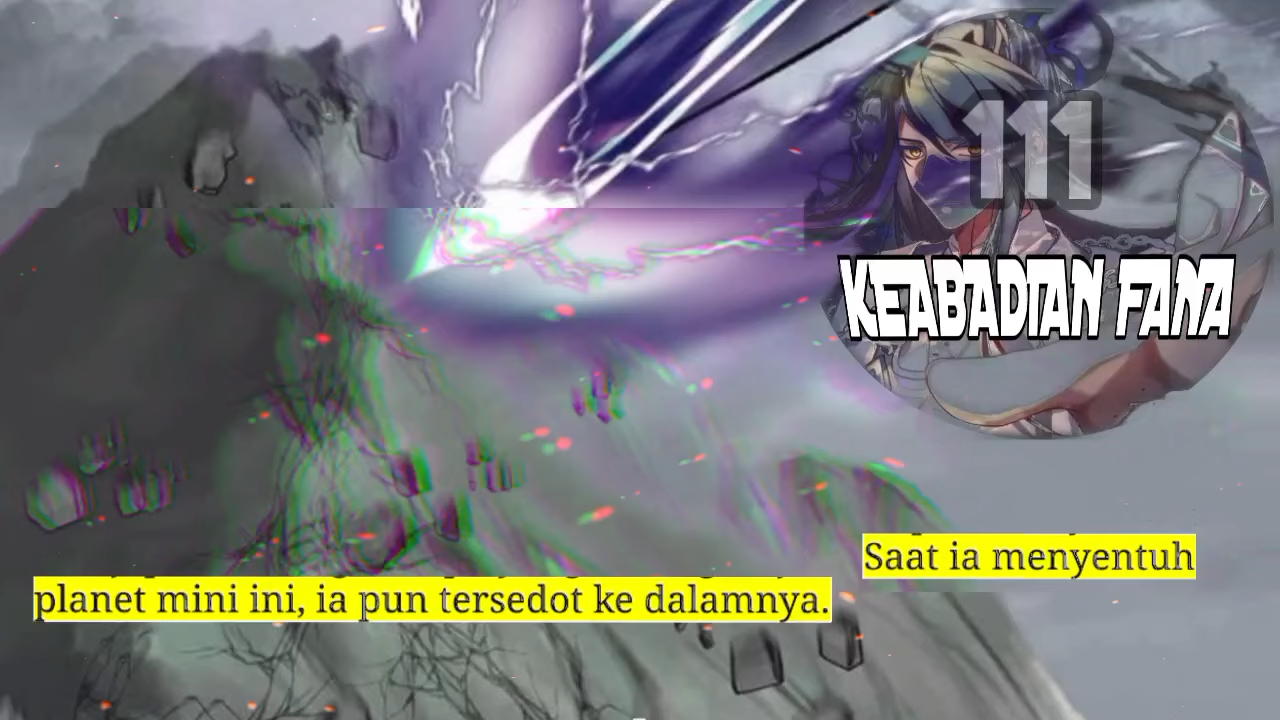 111
KEABADIAN FANA
Saat ia menyentuh
planet mini ini, ia pun tersedot ke dalamnya.